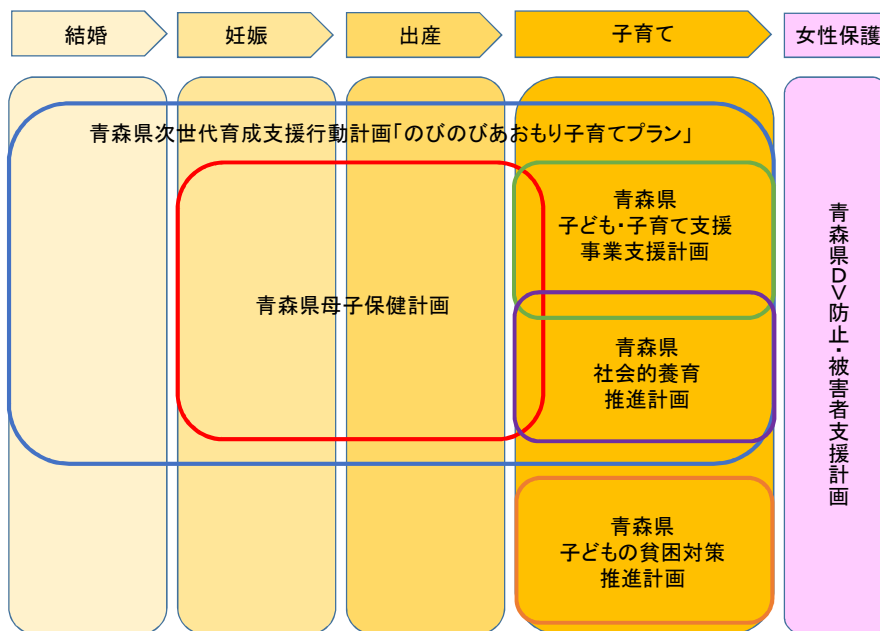 結婚
妊娠
出産
子育て
女性保護
青森県次世代育成支援行動計画「のびのびあおもり子育てプラン」
青森県
子ども・子育て支援
事業支援計画
青森県母子保健計画
青森県
社会的養育
推進計画
青森県
子どもの貧困対策
推進計画
青森県DV防止・被害者支援計画